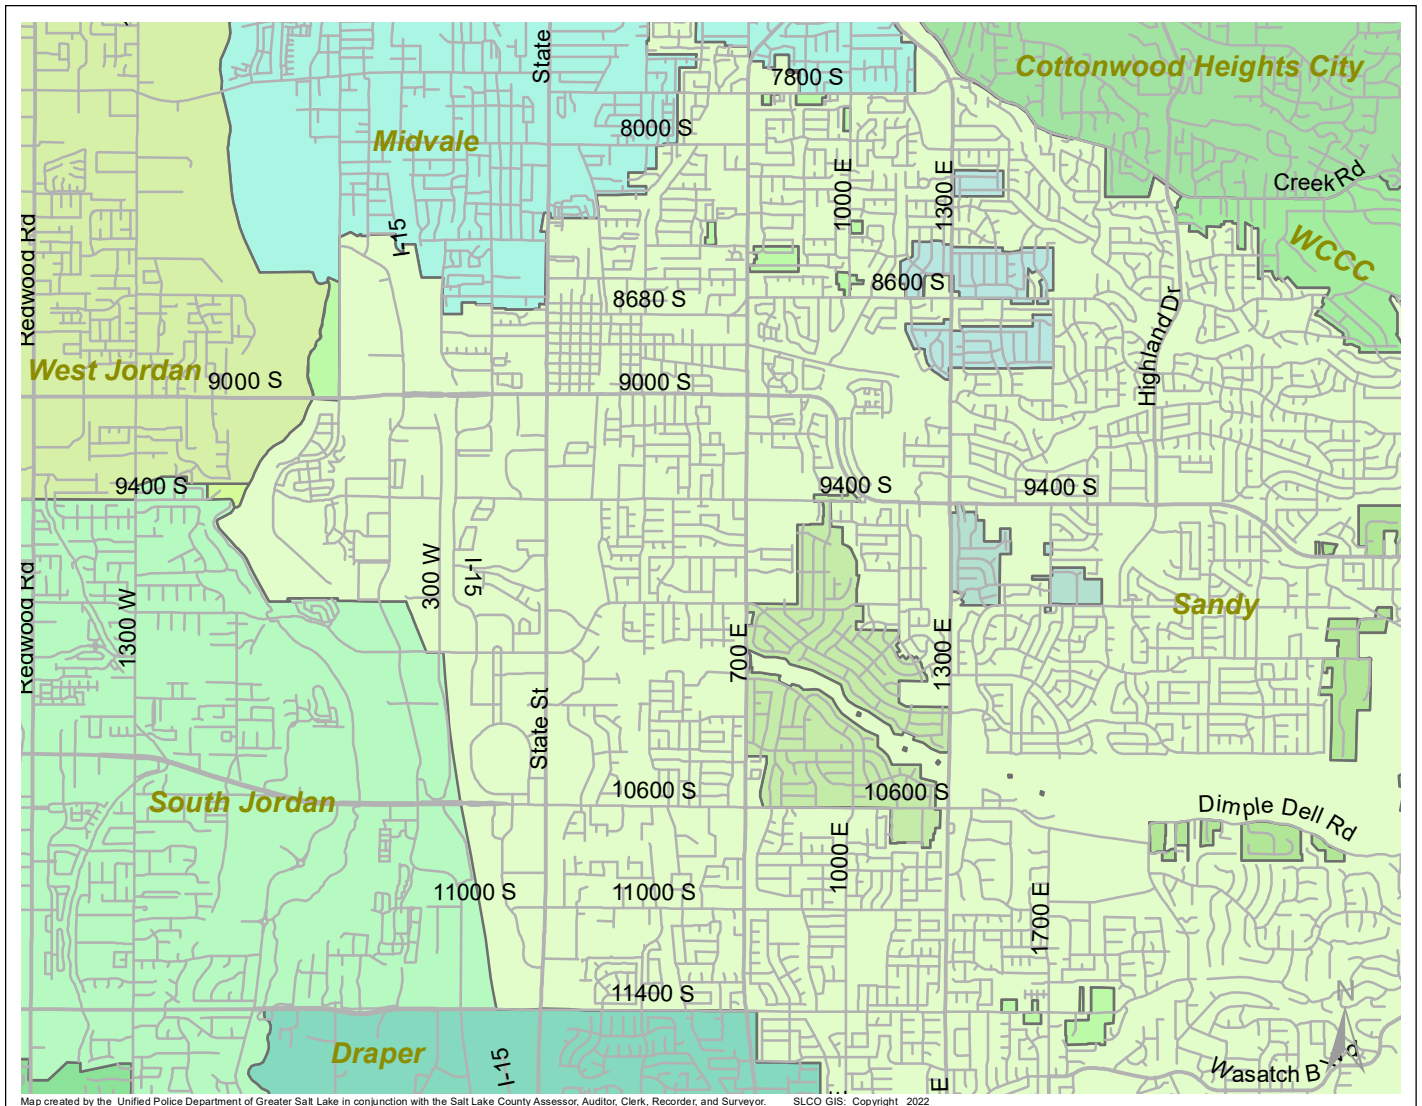 State
7800 S
Cottonwood Heights City
8000 S
Midvale
1000 E
1300 E
Creek Rd
Redwood Rd
I-15
WCCC
8600 S
8680 S
Highland Dr
West Jordan
9000 S
9000 S
9400 S
9400 S
9400 S
Redwood Rd
1300 W
300 W
I-15
Sandy
700 E
1300 E
State St
10600 S
10600 S
South Jordan
Dimple Dell Rd
1000 E
11000 S
11000 S
1700 E
11400 S
N
Draper
I-15
E
Wasatch Blvd
Map created by the Unified Police Department of Greater Salt Lake in conjunction with the Salt Lake County Assessor, Auditor, Clerk, Recorder, and Surveyor. SLCO GIS: Copyright 2022